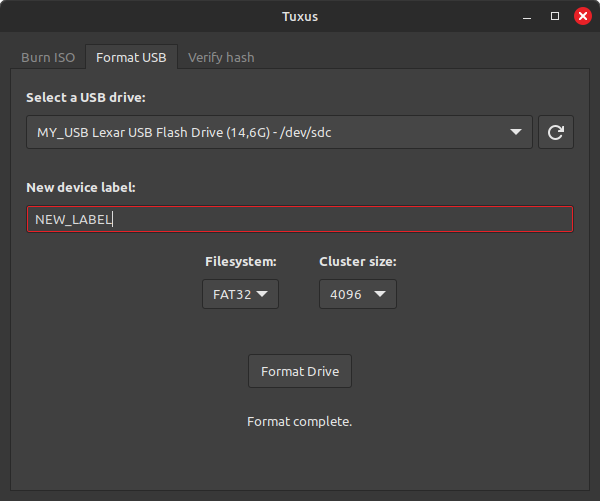 Tuxus
Burn ISO Format USB Verify hash
Select a USB drive:
MY_USB Lexar USB Flash Drive (14,6G) - /dev/sdc
New device label:
NEW_LABEL
Filesystem: Cluster size:
FAT32 4096
Format Drive
Format complete.